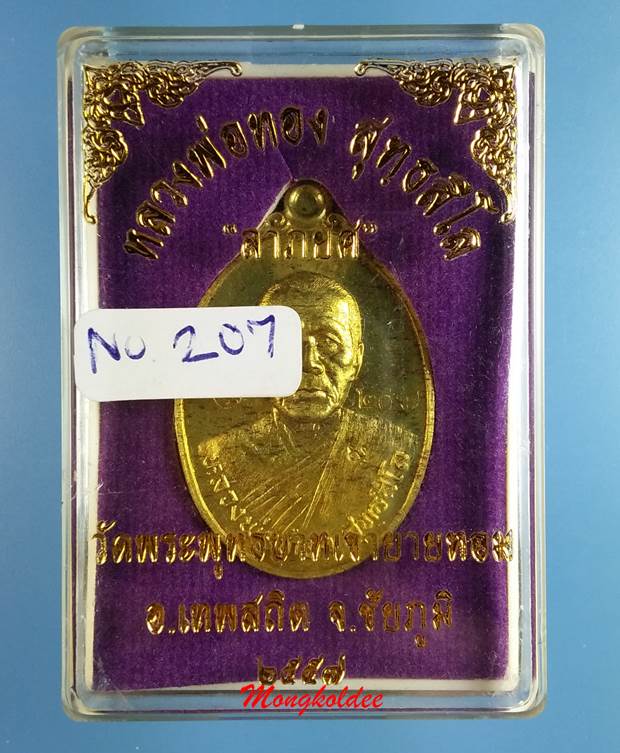 หลวงพ่อทอง สุทธสีโล
"ลาภยศ"
No 207
วัดพระพุทธบาทเขายายหอม
อ.เทพสถิต จ.ชัยภูมิ
๒๕๕๗
Mongkoldee